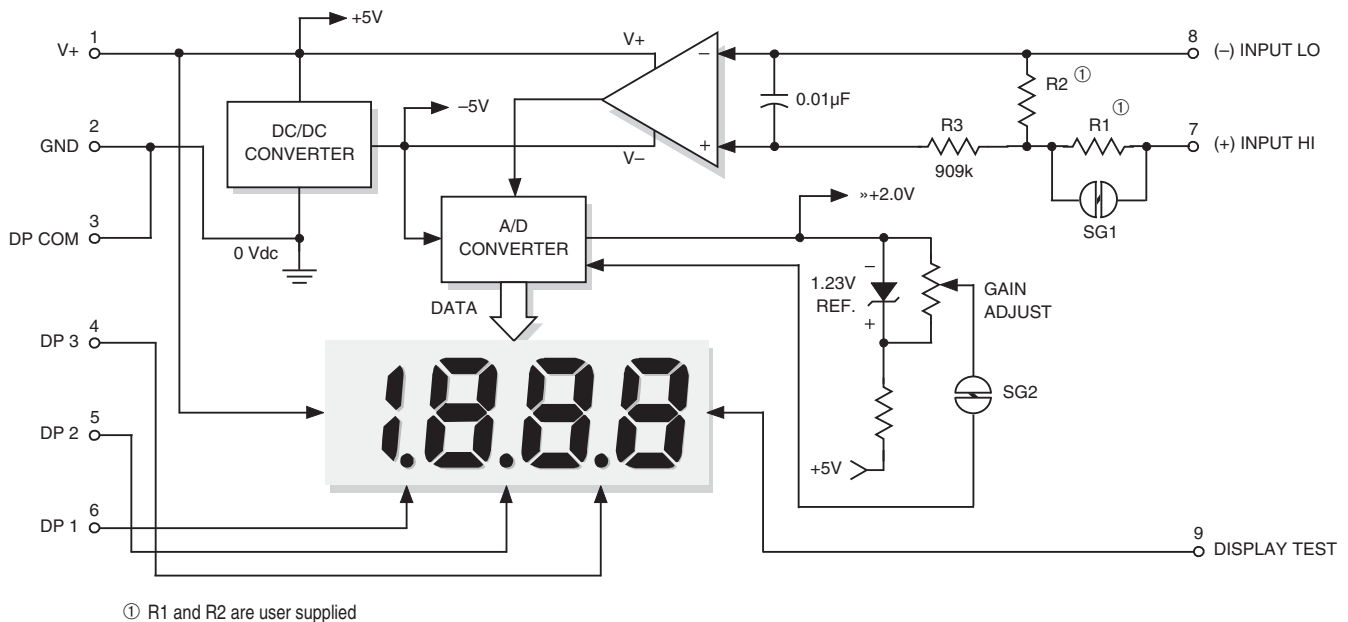 +5V
V+
1
V+
8
(–) INPUT LO
R2 ①
–5V
0.01µF
DC/DC
CONVERTER
2
GND
V–
–
+
R3
909k
R1 ①
7
(+) INPUT HI
SG1
»+2.0V
3
DP COM
0 Vdc
A/D
CONVERTER
1.23V
REF.
–
+
GAIN
ADJUST
DATA
4
DP 3
1.8.8.8
SG2
5
DP 2
+5V
6
DP 1
9
DISPLAY TEST
① R1 and R2 are user supplied